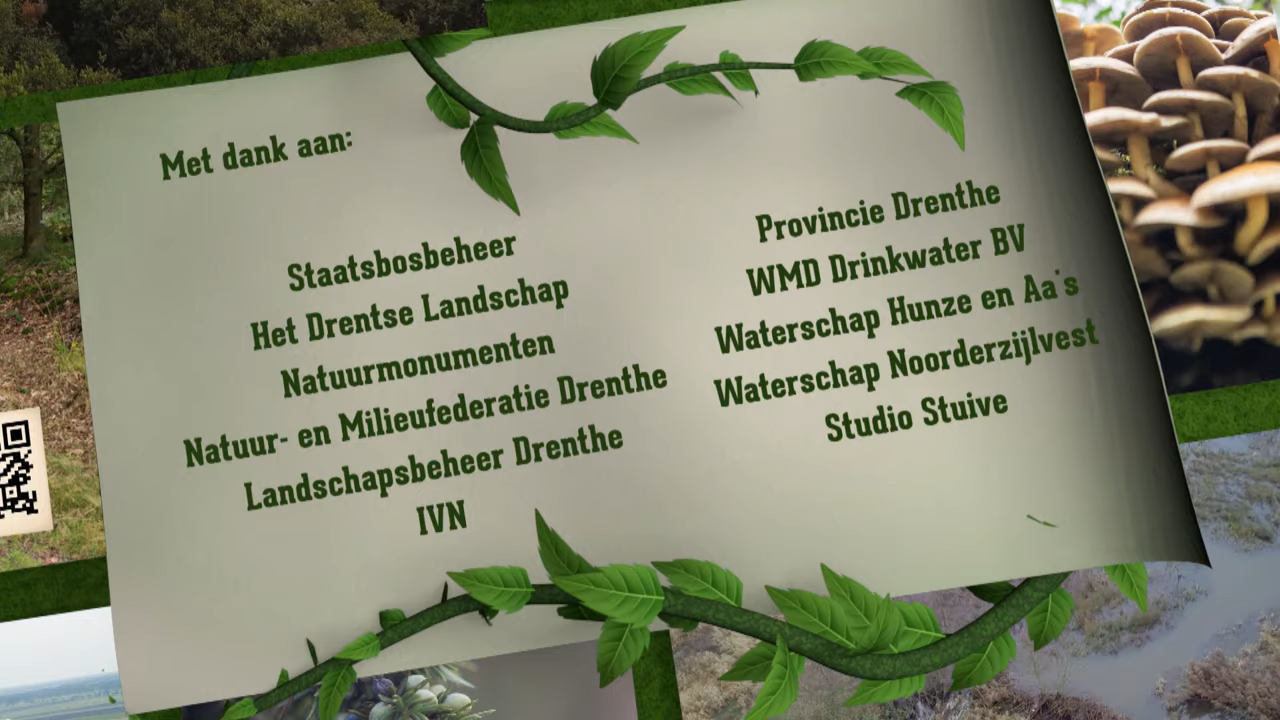 Met dank aan:
Staatsbosbeheer
Het Drentse Landschap
Natuurmonumenten
Natuur- en Milieufederatie Drenthe
Landschapsbeheer Drenthe
IVN
Provincie Drenthe
WMD Drinkwater BV
Waterschap Hunze en Aa's
Waterschap Noorderzijlvest
Studio Stuive